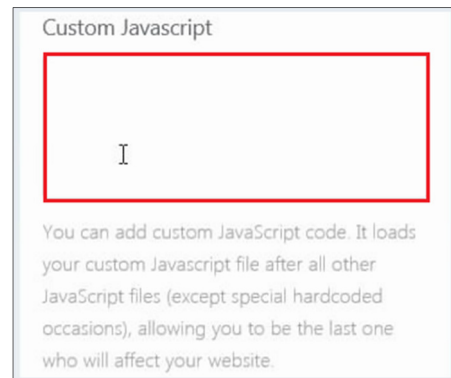 Custom Javascript
You can add custom JavaScript code. It loads
your custom Javascript file after all other
JavaScript files (except special hardcoded
occasions), allowing you to be the last one
who will affect your website.